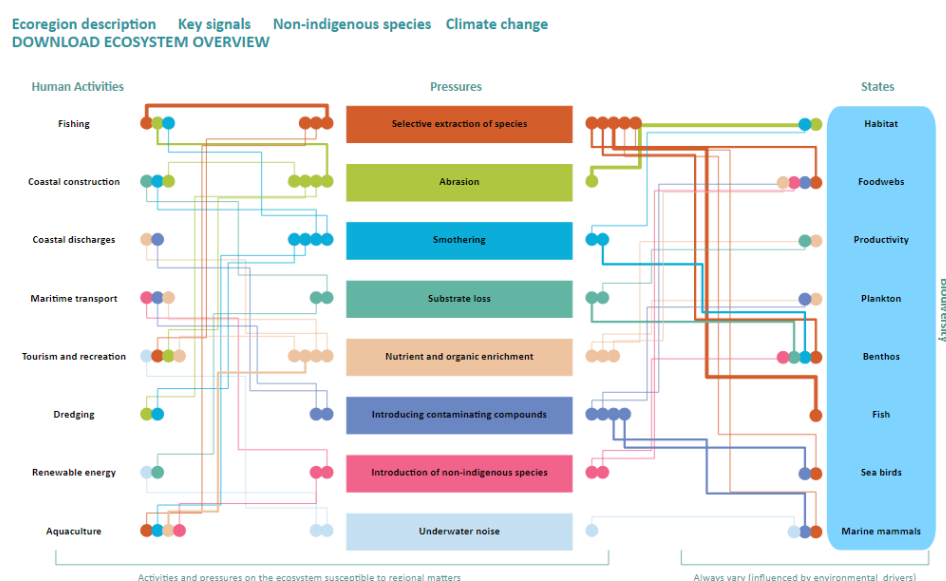 Ecoregion description Key signals Non-indigenous species Climate change
DOWNLOAD ECOSYSTEM OVERVIEW
Human Activities Pressures States
Fishing Selective extraction of species Habitat
Coastal construction Abrasion Foodwebs
Coastal discharges Smothering Productivity
Maritime transport Substrate loss Plankton
Biodiversity
Tourism and recreation Nutrient and organic enrichment Benthos
Dredging Introducing contaminating compounds Fish
Renewable energy Introduction of non-indigenous species Sea birds
Aquaculture Underwater noise Marine mammals
Activities and pressures on the ecosystem susceptible to regional matters Always vary (influenced by environmental drivers)